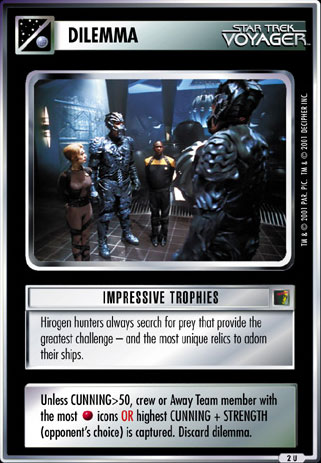 DILEMMA
STAR TREK
VOYAGER
TM & © 2001 PAR. PIC. TM & © 2001 DECIPHER INC.
IMPRESSIVE TROPHIES
Hirogen hunters always search for prey that provide the
greatest challenge – and the most unique relics to adorn
their ships.
Unless CUNNING>50, crew or Away Team member with
the most icons OR highest CUNNING + STRENGTH
(opponent's choice) is captured. Discard dilemma.
2 U